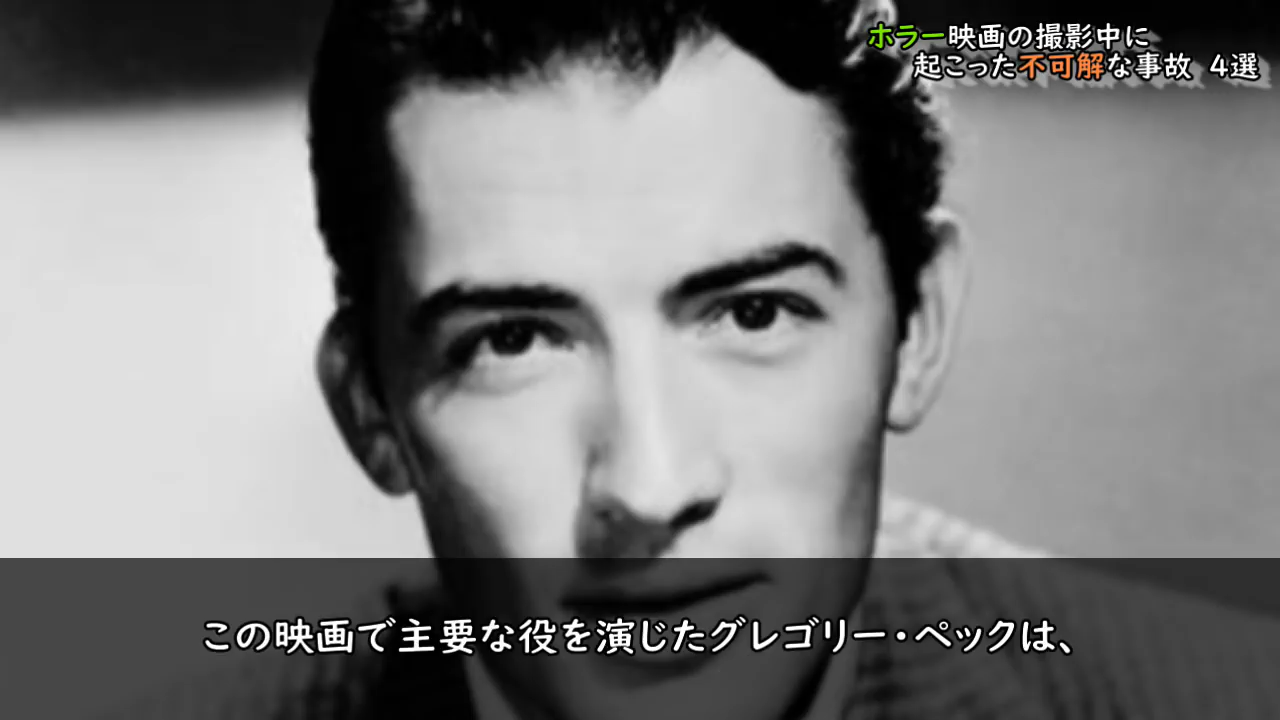 ホラー映画の撮影中に
起こった不可解な事故 4選
この映画で主要な役を演じたグレゴリー・ペックは、